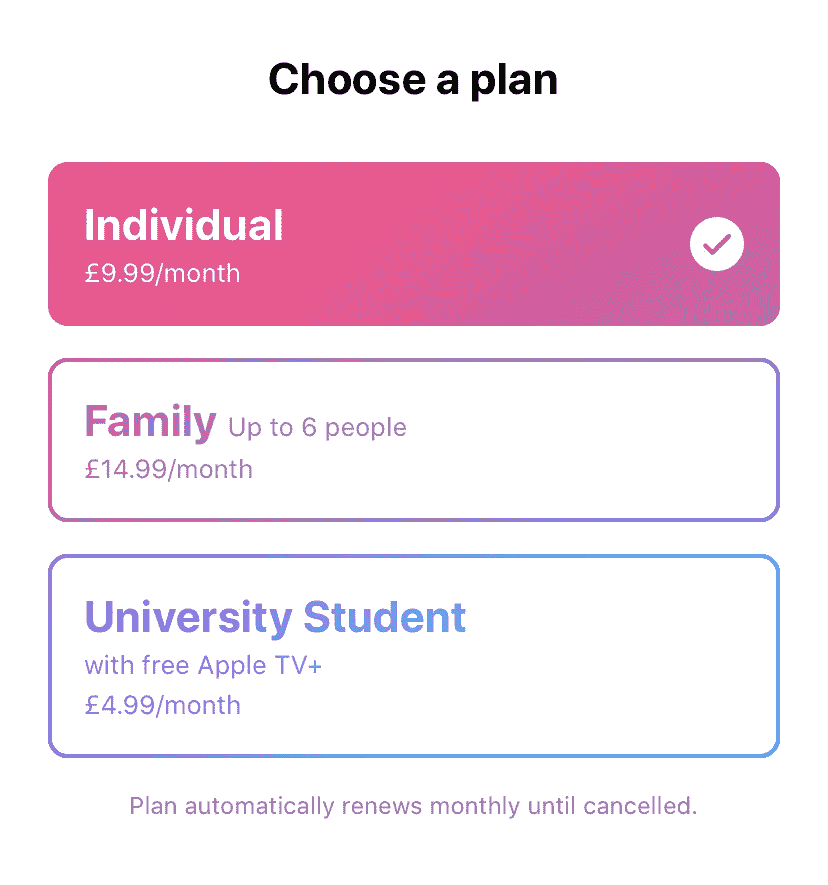 Choose a plan
Individual
£9.99/month
Family Up to 6 people
£14.99/month
University Student
with free Apple TV+
£4.99/month
Plan automatically renews monthly until cancelled.